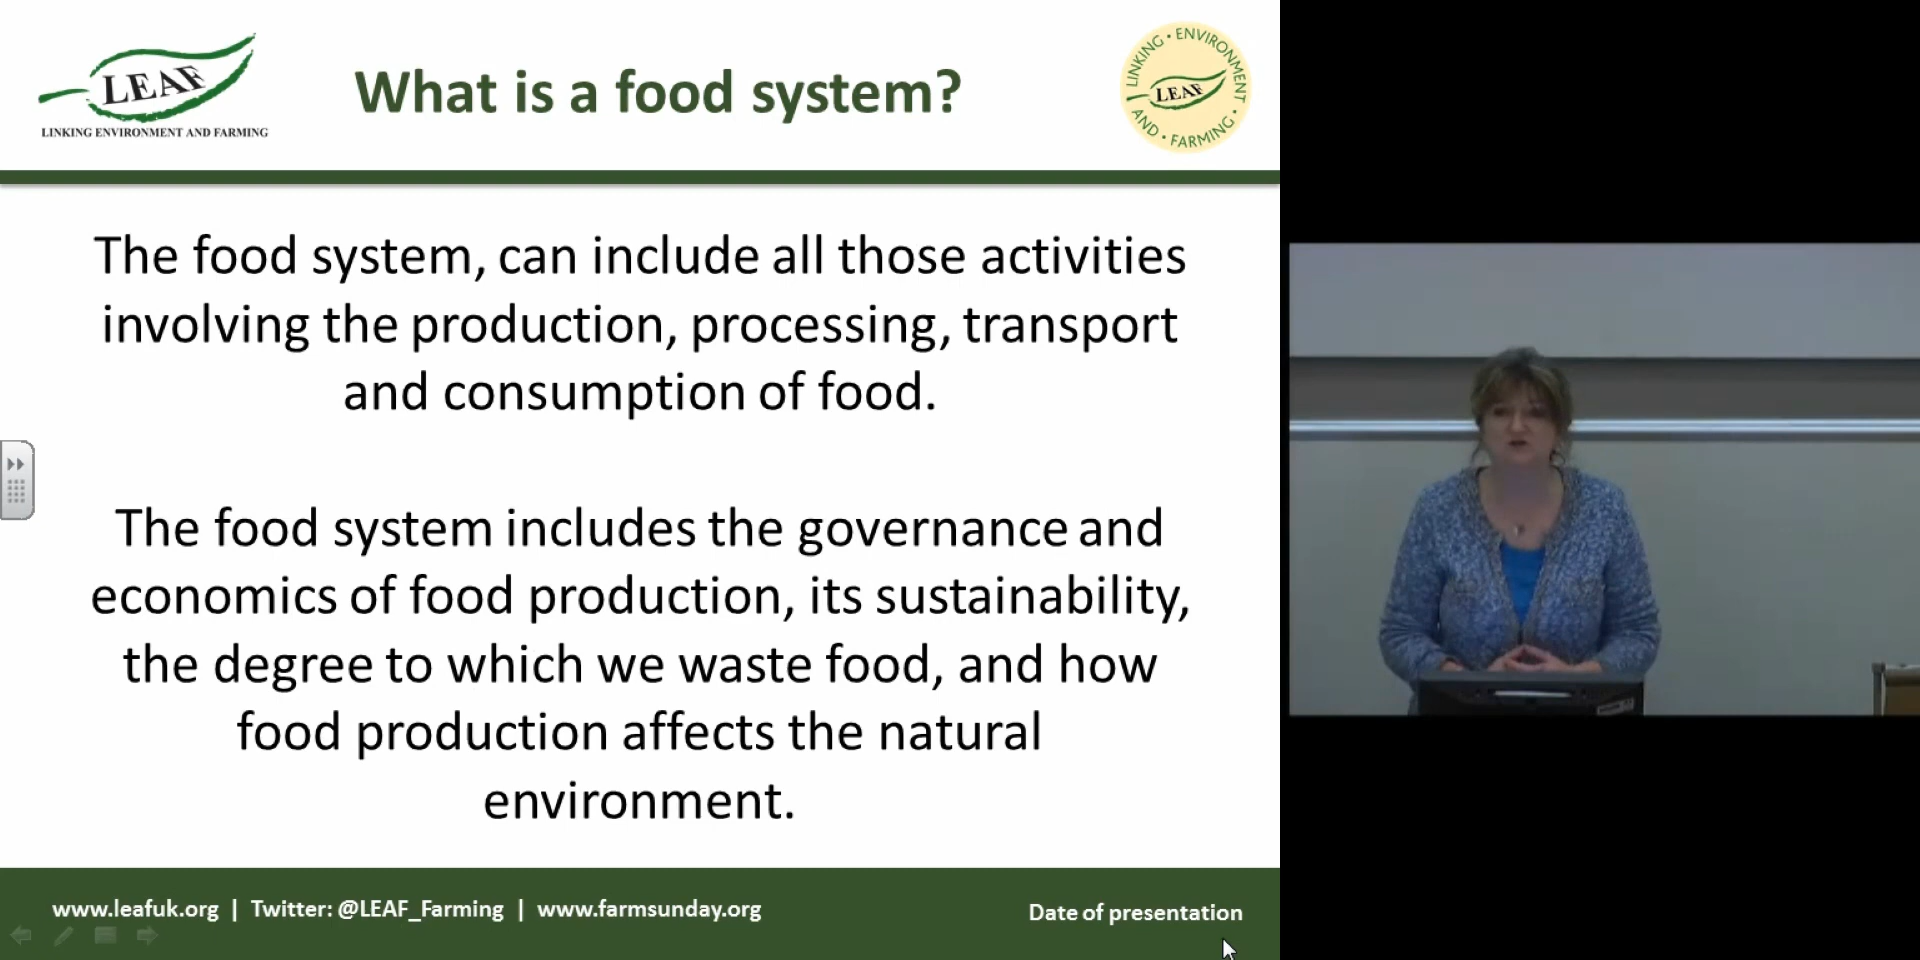 LEAF
LINKING ENVIRONMENT AND FARMING
What is a food system?
LINKING • ENVIRONMENT
LEAF
AND • FARMING •
The food system, can include all those activities
involving the production, processing, transport
and consumption of food.
The food system includes the governance and
economics of food production, its sustainability,
the degree to which we waste food, and how
food production affects the natural
environment.
www.leafuk.org | Twitter: @LEAF_Farming | www.farmsunday.org
Date of presentation